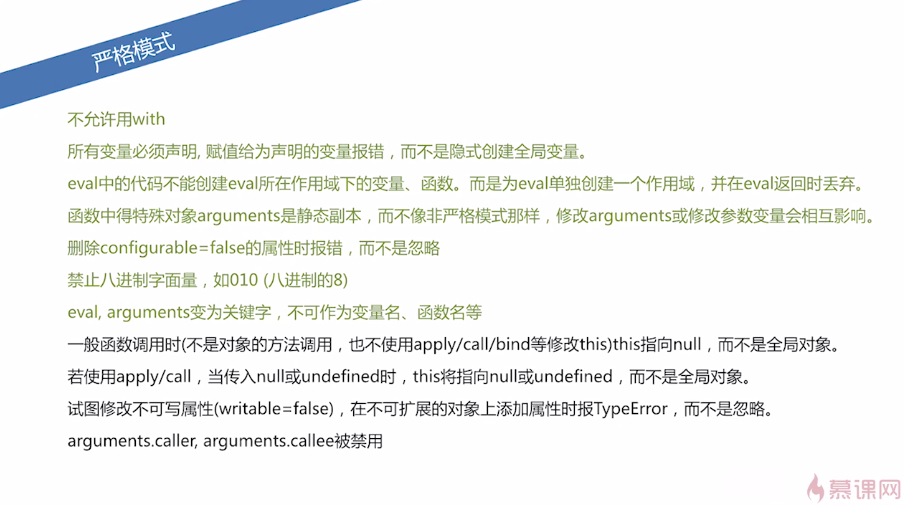 严格模式
不允许用with
所有变量必须声明, 赋值给为声明的变量报错，而不是隐式创建全局变量。
eval中的代码不能创建eval所在作用域下的变量、函数。而是为eval单独创建一个作用域，并在eval返回时丢弃。
函数中得特殊对象arguments是静态副本，而不像非严格模式那样，修改arguments或修改参数变量会相互影响。
删除configurable=false的属性时报错，而不是忽略
禁止八进制字面量，如010 (八进制的8)
eval, arguments变为关键字，不可作为变量名、函数名等
一般函数调用时(不是对象的方法调用，也不使用apply/call/bind等修改this)this指向null，而不是全局对象。
若使用apply/call，当传入null或undefined时，this将指向null或undefined，而不是全局对象。
试图修改不可写属性(writable=false)，在不可扩展的对象上添加属性时报TypeError，而不是忽略。
arguments.caller, arguments.callee被禁用
慕课网